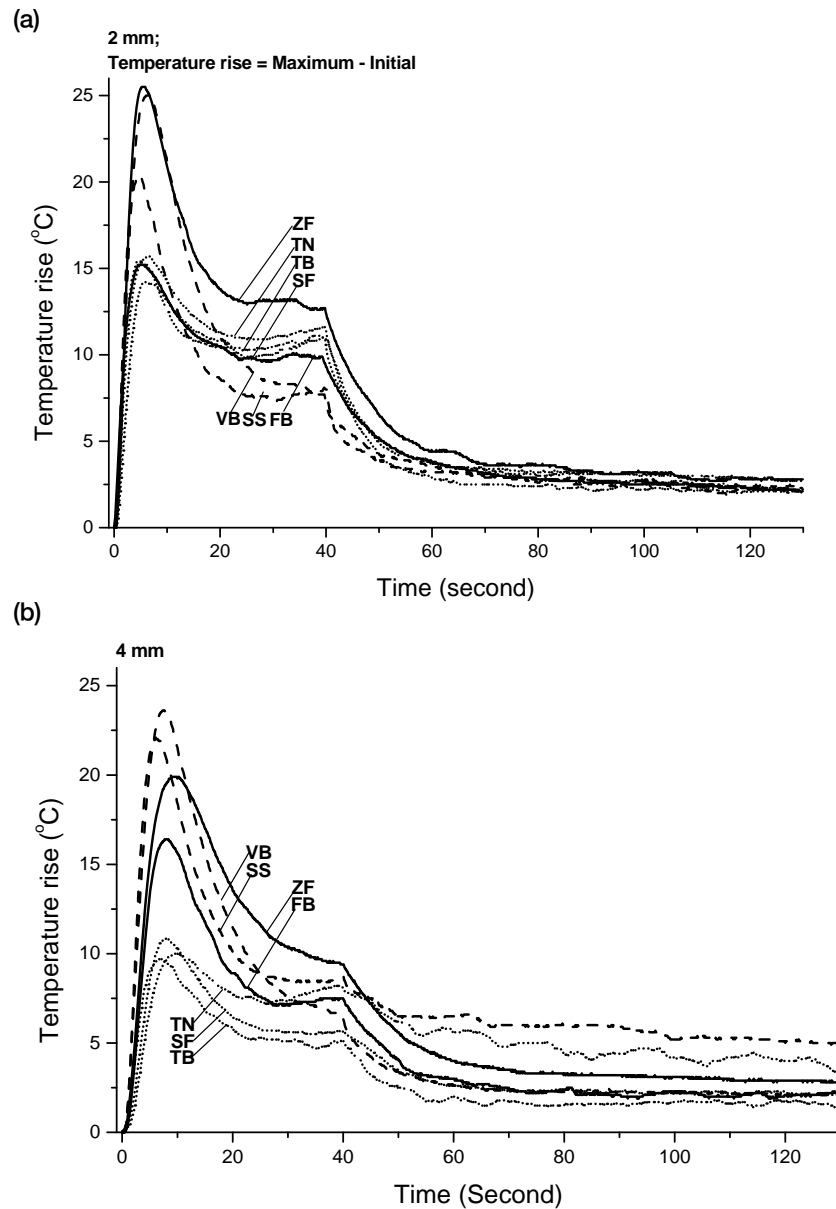 (a)
2 mm;
Temperature rise = Maximum - Initial
25
20
15
10
5
0
Temperature rise (°C)
ZF
TN
TB
SF
VB SS FB
0 20 40 60 80 100 120
Time (second)
(b)
4 mm
25
20
15
10
5
0
Temperature rise (°C)
VB
SS
ZF
FB
TN
SF
TB
0 20 40 60 80 100 120
Time (Second)